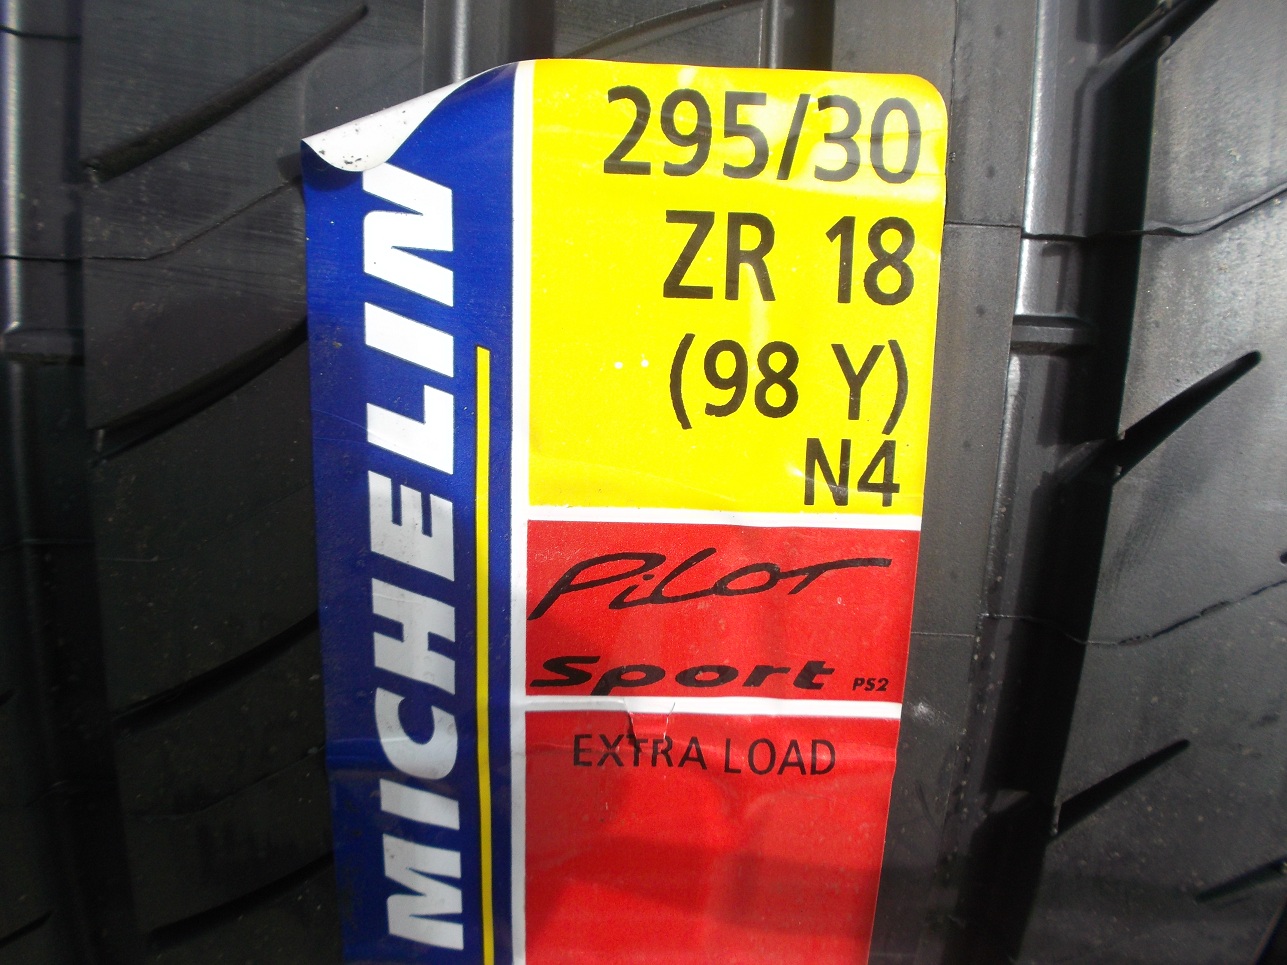 MICHELIN
295/30
ZR 18
(98 Y)
N4
PiLOT
Sport PS2
EXTRA LOAD